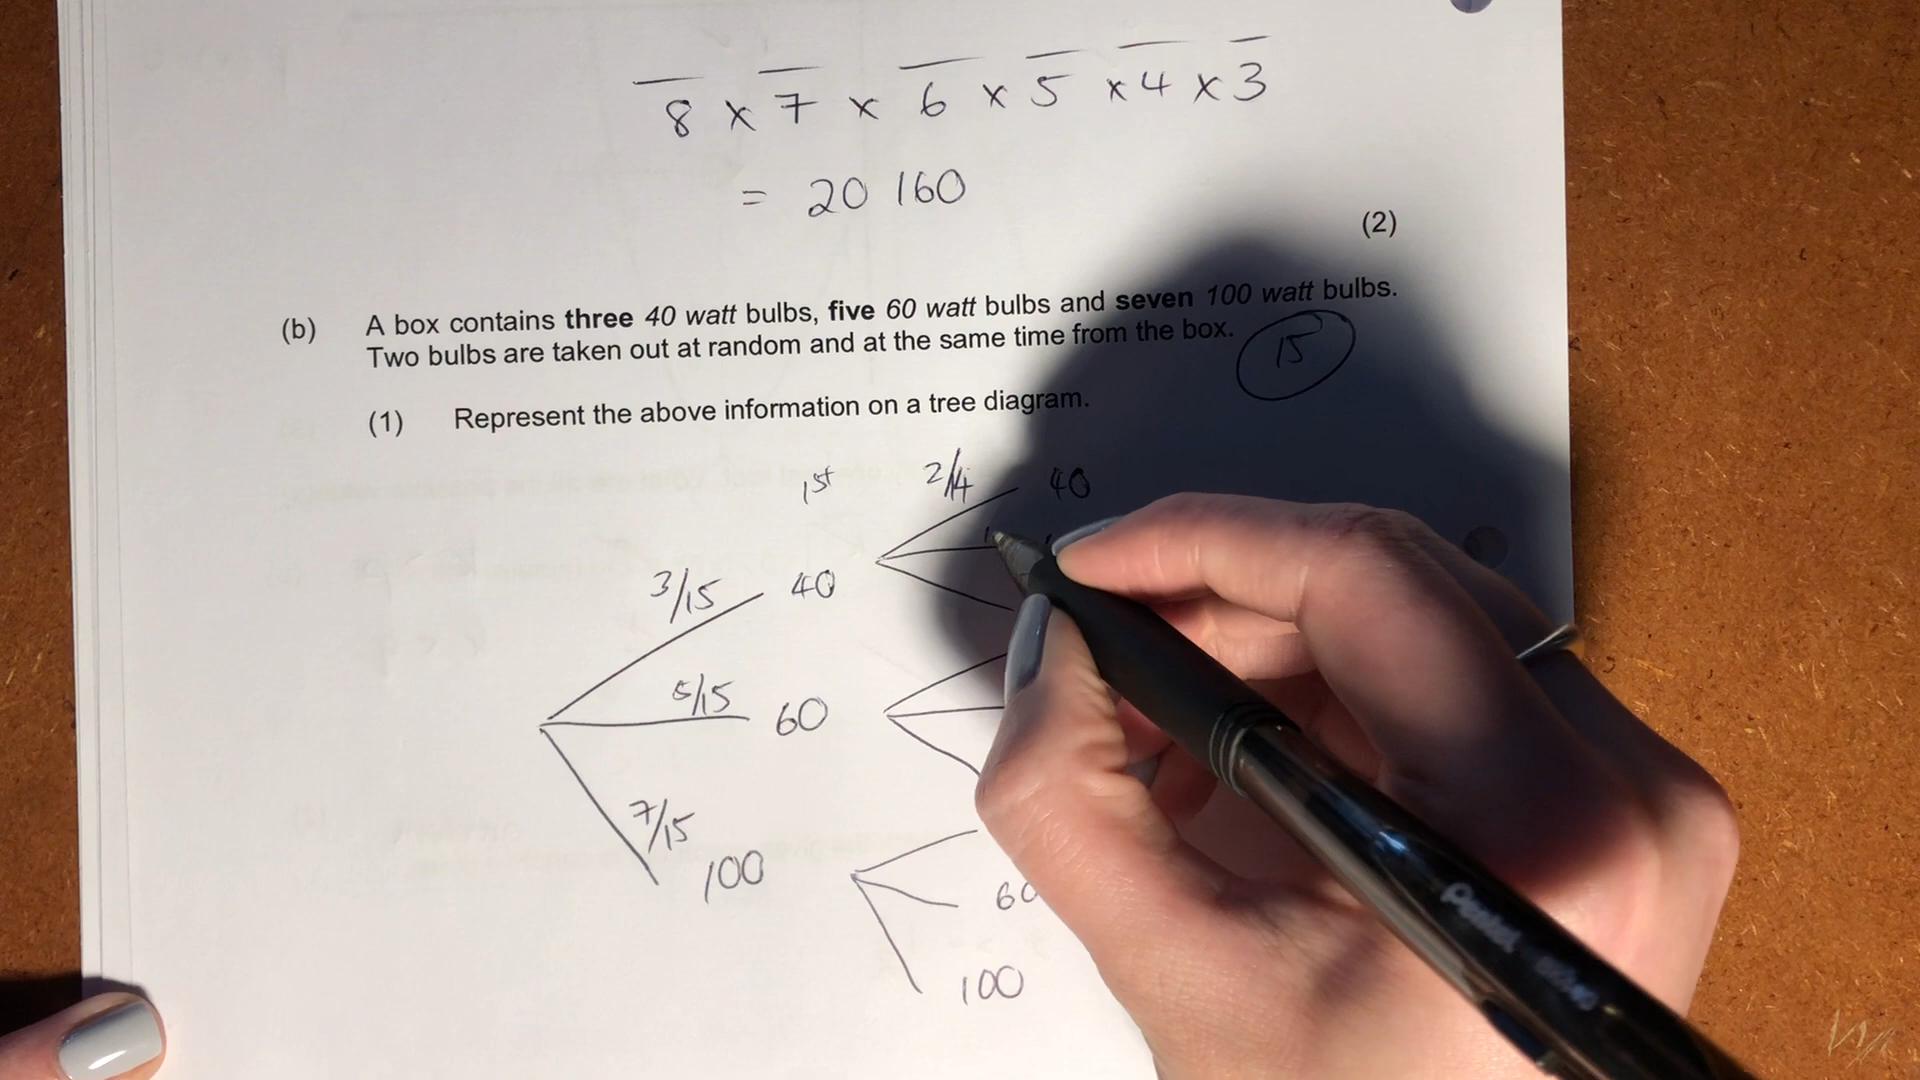 8 x 7 x 6 x 5 x 4 x 3
= 20 160
(2)
(b) A box contains three 40 watt bulbs, five 60 watt bulbs and seven 100 watt bulbs.
Two bulbs are taken out at random and at the same time from the box.
15
(1) Represent the above information on a tree diagram.
1st 2/14 40
3/15 40
5/15 60
7/15
100
60
100
Pentel